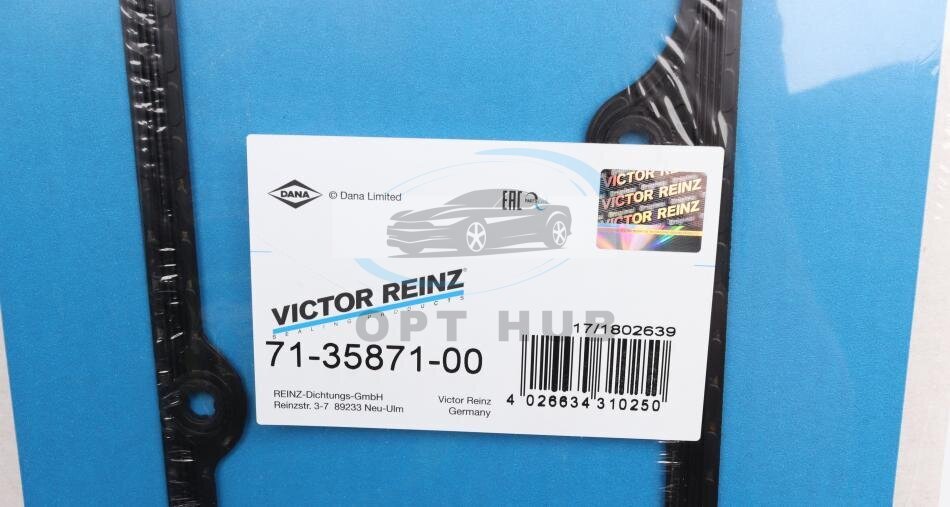 DANA
© Dana Limited
EAC
PARTS
VICTOR REINZ
VICTOR REINZ
VICTOR REINZ
VICTOR REINZ®
SEALING PRODUCTS
OPT HUB
17/1802639
71-35871-00
4 026634 310250
REINZ-Dichtungs-GmbH
Reinzstr. 3-7 89233 Neu-Ulm
Victor Reinz
Germany